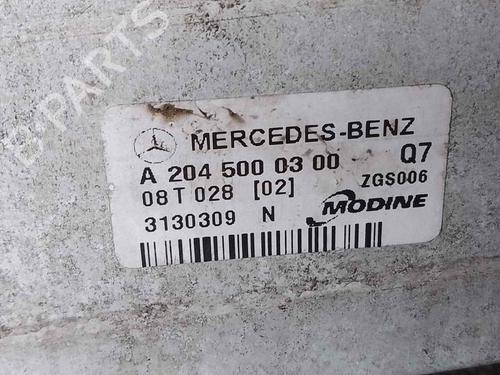 B-PARTS
MERCEDES-BENZ
A 204 500 03 00 Q7
08 T 028 [02] ZGS006
3130309 N MODINE